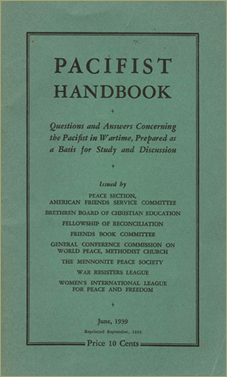 PACIFIST
HANDBOOK
Questions and Answers Concerning
the Pacifist in Wartime, Prepared as
a Basis for Study and Discussion
Issued by
PEACE SECTION,
AMERICAN FRIENDS SERVICE COMMITTEE
BRETHREN BOARD OF CHRISTIAN EDUCATION
FELLOWSHIP OF RECONCILIATION
FRIENDS BOOK COMMITTEE
GENERAL CONFERENCE COMMISSION ON
WORLD PEACE, METHODIST CHURCH
THE MENNONITE PEACE SOCIETY
WAR RESISTERS LEAGUE
WOMEN'S INTERNATIONAL LEAGUE
FOR PEACE AND FREEDOM
June, 1939
Reprinted September,
Price 10 Cents